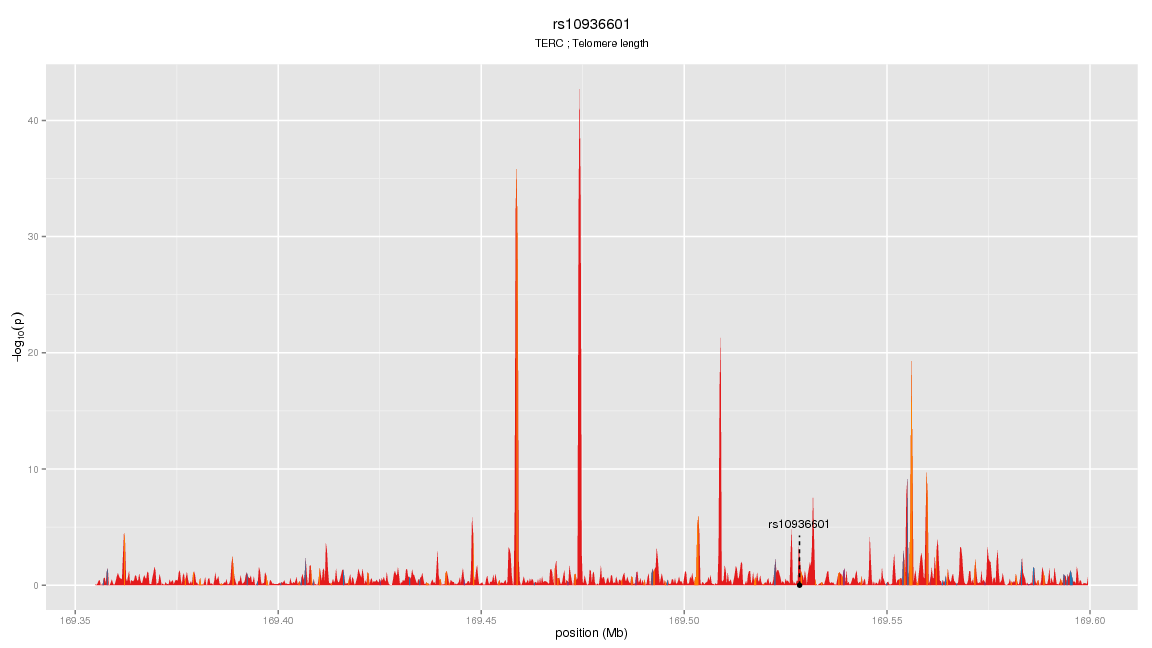 rs10936601
TERC ; Telomere length
−log10(p)
40
30
20
10
0
rs10936601
169.35 169.40 169.45 169.50 169.55 169.60
position (Mb)